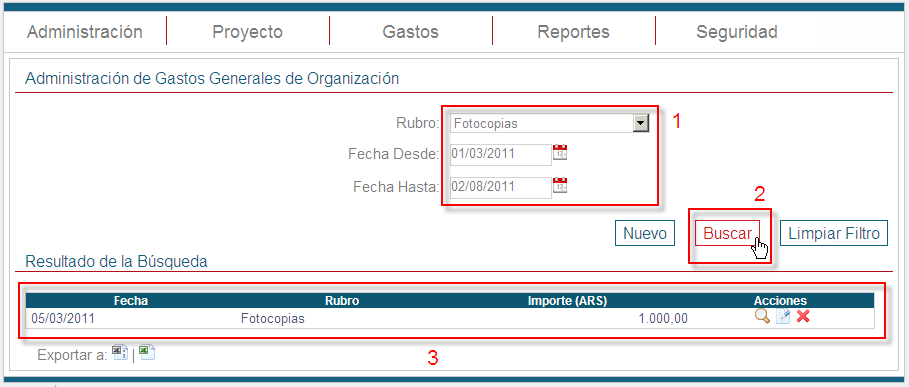 Administración Proyecto Gastos Reportes Seguridad
Administración de Gastos Generales de Organización
Rubro: Fotocopias 1
Fecha Desde: 01/03/2011
Fecha Hasta: 02/08/2011
2
Nuevo Buscar Limpiar Filtro
Resultado de la Búsqueda
Fecha Rubro Importe (ARS) Acciones
05/03/2011 Fotocopias 1.000,00
Exportar a: | 3